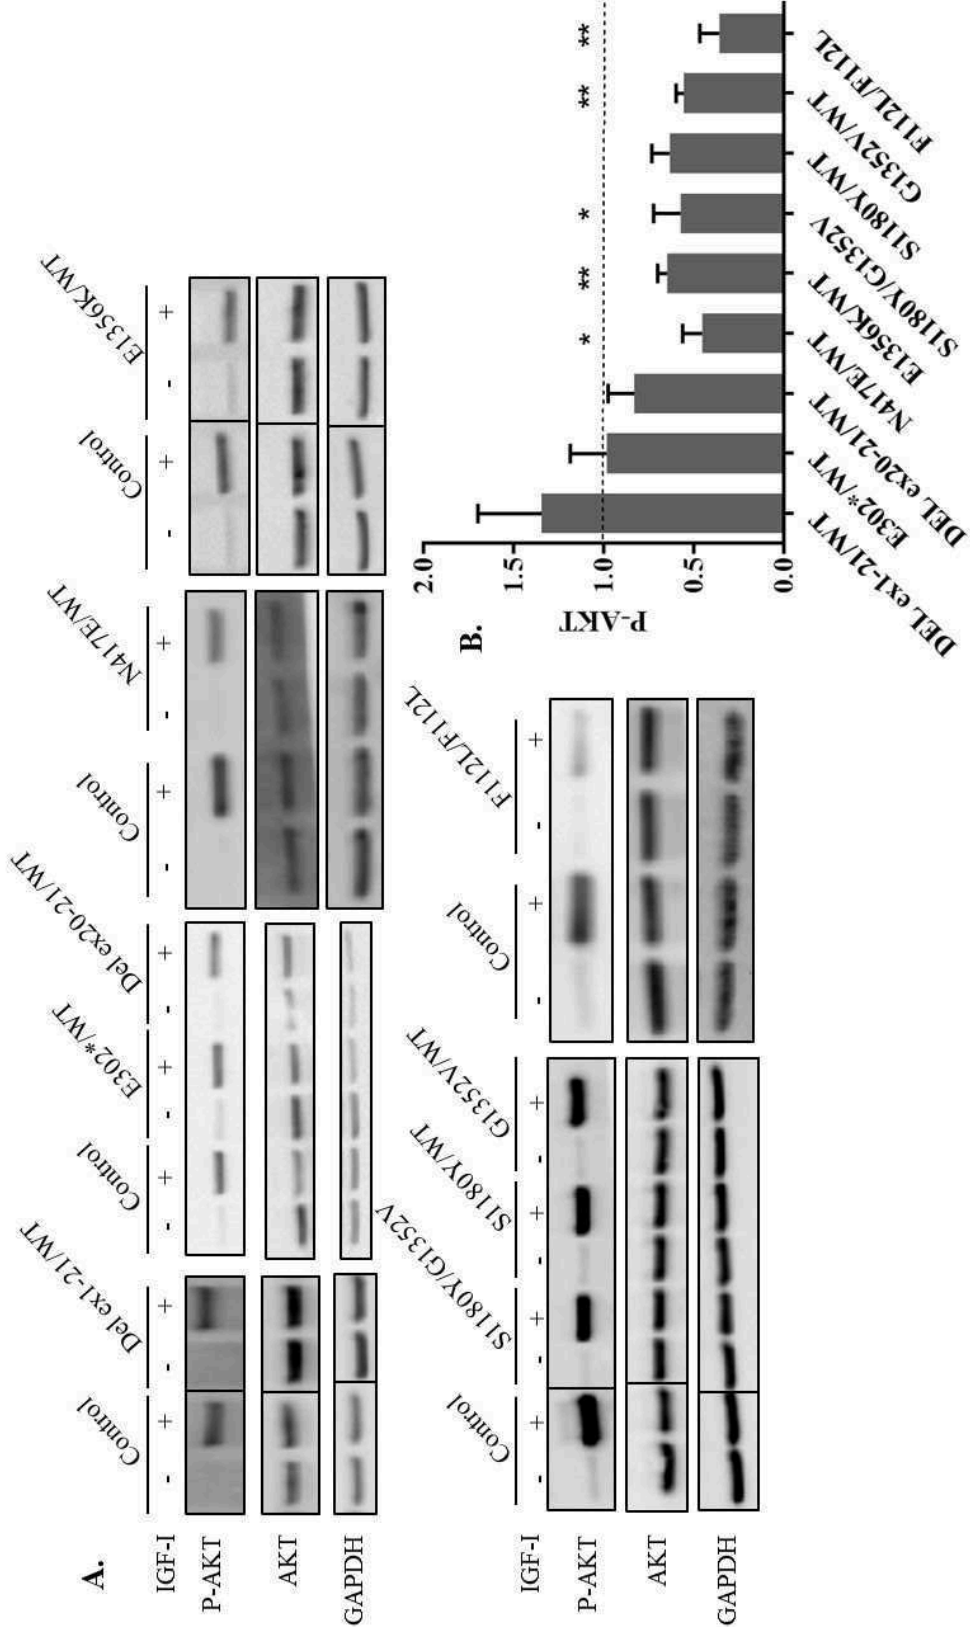 A.
Control Del ex1-21/WT Control E302*/WT Del ex20-21/WT Control N417E/WT Control E1356K/WT
IGF-I - + - + - + - + - + - + - + - + - +
P-AKT
AKT
GAPDH
Control S1180Y/G1352V S1180Y/WT G1352V/WT Control F112L/F112L
IGF-I - + - + - + - + - + - +
P-AKT
AKT
GAPDH
B.
P-AKT
2.0
1.5
1.0
0.5
0.0
* ** * ** **
DEL ex1-21/WT
E302*/WT
DEL ex20-21/WT
N417E/WT
E1356K/WT
S1180Y/G1352V
S1180Y/WT
G1352V/WT
F112L/F112L